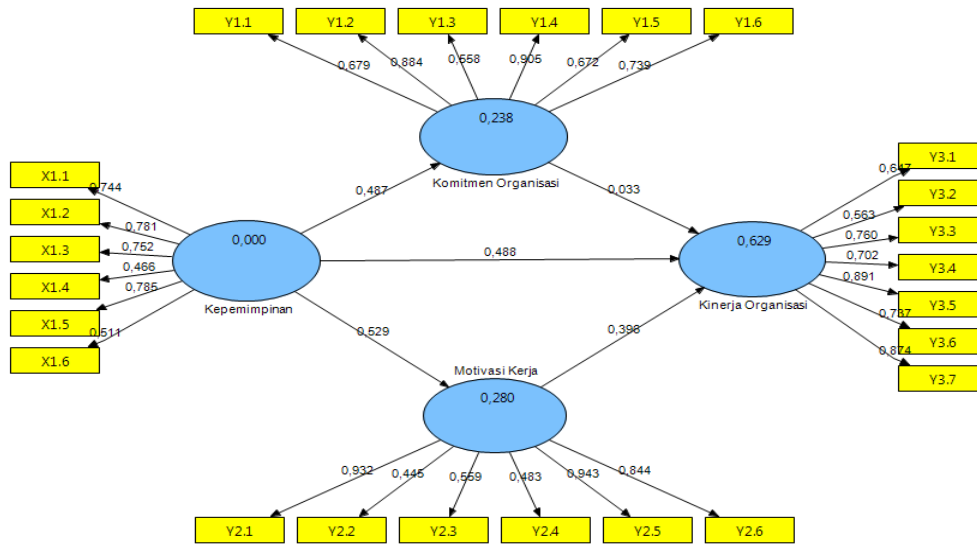 Y1.1 Y1.2 Y1.3 Y1.4 Y1.5 Y1.6
0,679 0,884 0,558 0,905 0,672 0,739
0,238
Komitmen Organisasi
X1.1
X1.2
X1.3
X1.4
X1.5
X1.6
0,744
0,781
0,752
0,466
0,785
0,511
0,000
Kepemimpinan
0,487
0,033
0,488
0,529
0,398
0,629
Kinerja Organisasi
0,647
0,563
0,760
0,702
0,891
0,737
0,874
Y3.1
Y3.2
Y3.3
Y3.4
Y3.5
Y3.6
Y3.7
Motivasi Kerja
0,280
0,932 0,445 0,559 0,483 0,943 0,844
Y2.1 Y2.2 Y2.3 Y2.4 Y2.5 Y2.6